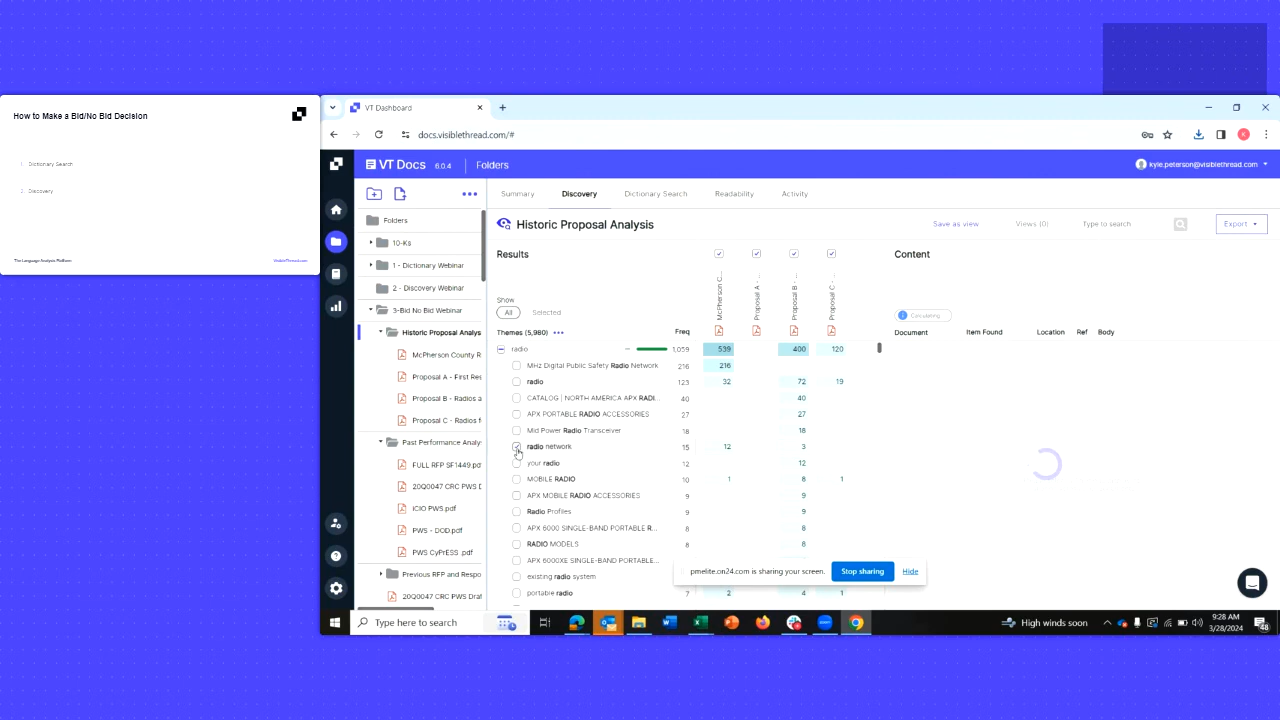 How to Make a Bid/No Bid Decision
1. Dictionary Search
2. Discovery
The Language Analysis Platform
VisibleThread.com
VT Dashboard
docs.visiblethread.com/#
K
VT Docs 6.0.4 Folders
kyle.peterson@visiblethread.com
Folders
10-Ks
1 - Dictionary Webinar
2 - Discovery Webinar
3-Bid No Bid Webinar
Historic Proposal Analys
McPherson County R
Proposal A - First Res
Proposal B - Radios a
Proposal C - Radios f
Past Performance Analy
FULL RFP SF1449.pd
20Q0047 CRC PWS D
iCIO PWS.pdf
PWS - DOD.pdf
PWS CyPrESS .pdf
Previous RFP and Respo
20Q0047 CRC PWS Draf
Summary Discovery Dictionary Search Readability Activity
Historic Proposal Analysis
Save as view Views (0) Type to search Export
Results
McPherson C... Proposal A - ... Proposal B - ... Proposal C - ...
Show
All Selected
Themes (5,980) Freq
radio 1,059 539 400 120
MHz Digital Public Safety Radio Network 216 216
radio 123 32 72 19
CATALOG | NORTH AMERICA APX RADI... 40 40
APX PORTABLE RADIO ACCESSORIES 27 27
Mid Power Radio Transceiver 18 18
radio network 15 12 3
your radio 12 12
MOBILE RADIO 10 1 8 1
APX MOBILE RADIO ACCESSORIES 9 9
Radio Profiles 9 9
APX 6000 SINGLE-BAND PORTABLE R... 8 8
RADIO MODELS 8 8
APX 6000XE SINGLE-BAND PORTABLE...
existing radio system
portable radio 7 2 4 1
Content
Calculating
Document Item Found Location Ref Body
pmelite.on24.com is sharing your screen. Stop sharing Hide
Type here to search
High winds soon
9:28 AM
3/28/2024
48